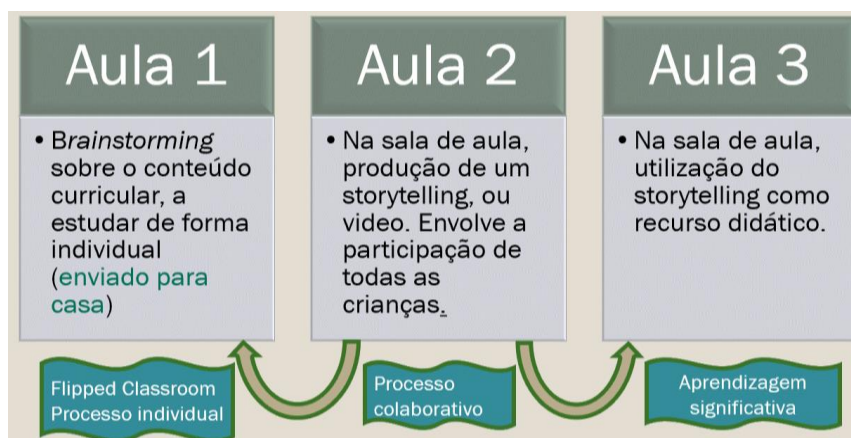 Aula 1
• Brainstorming
sobre o conteúdo
curricular, a
estudar de forma
individual
(enviado para
casa)
Flipped Classroom
Processo individual
Aula 2
• Na sala de aula,
produção de um
storytelling, ou
video. Envolve a
participação de
todas as
crianças.
Processo
colaborativo
Aula 3
• Na sala de aula,
utilização do
storytelling como
recurso didático.
Aprendizagem
significativa